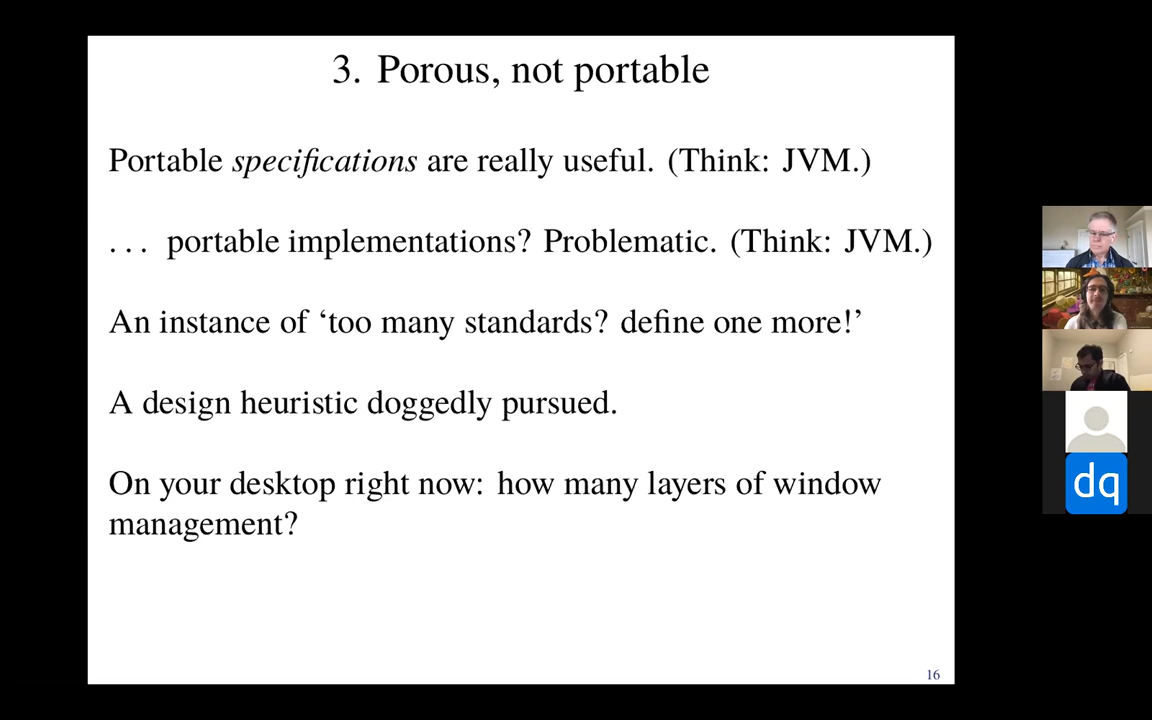 3. Porous, not portable
Portable specifications are really useful. (Think: JVM.)
... portable implementations? Problematic. (Think: JVM.)
An instance of ‘too many standards? define one more!’
A design heuristic doggedly pursued.
On your desktop right now: how many layers of window
management?
16
dq